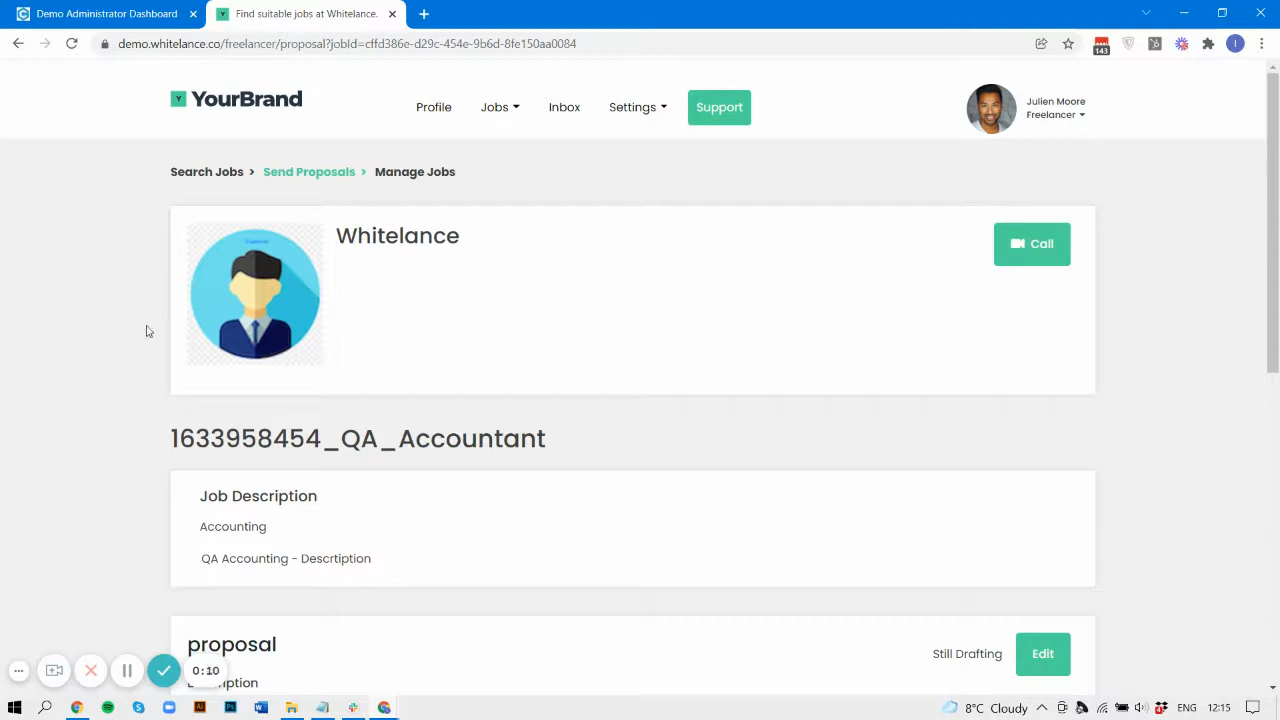 Demo Administrator Dashboard
Find suitable jobs at Whitelance.
demo.whitelance.co/freelancer/proposal?jobId=cffd386e-d29c-454e-9b6d-8fe150aa0084
143
I
Y YourBrand
Profile Jobs Inbox Settings Support
Julien Moore
Freelancer
Search Jobs > Send Proposals > Manage Jobs
Whitelance
Call
1633958454_QA_Accountant
Job Description
Accounting
QA Accounting - Descrtiption
proposal
Still Drafting
Edit
0:10
8°C Cloudy
ENG
12:15